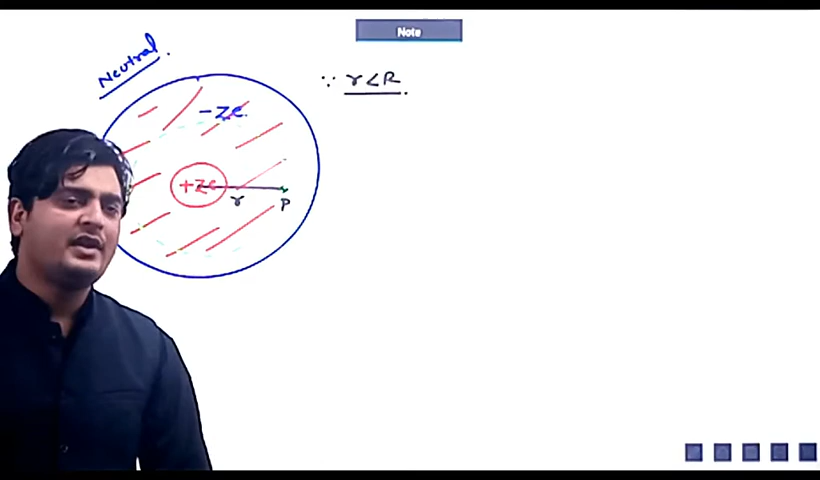 Note
Neutral.
∵ r<R.
-Ze.
+Ze
r
P